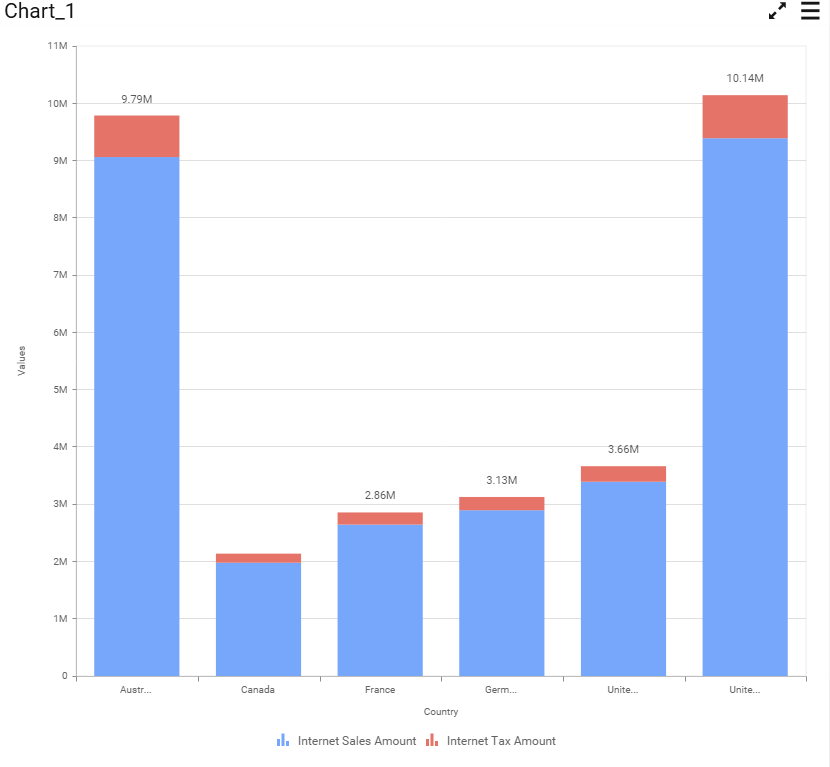 Chart_1
11M
10.14M
10M
9.79M
9M
8M
7M
6M
5M
4M
3.66M
3.13M
3M
2.86M
2M
1M
0
Values
Austr...
Canada
France
Germ...
Unite...
Unite...
Country
Internet Sales Amount
Internet Tax Amount